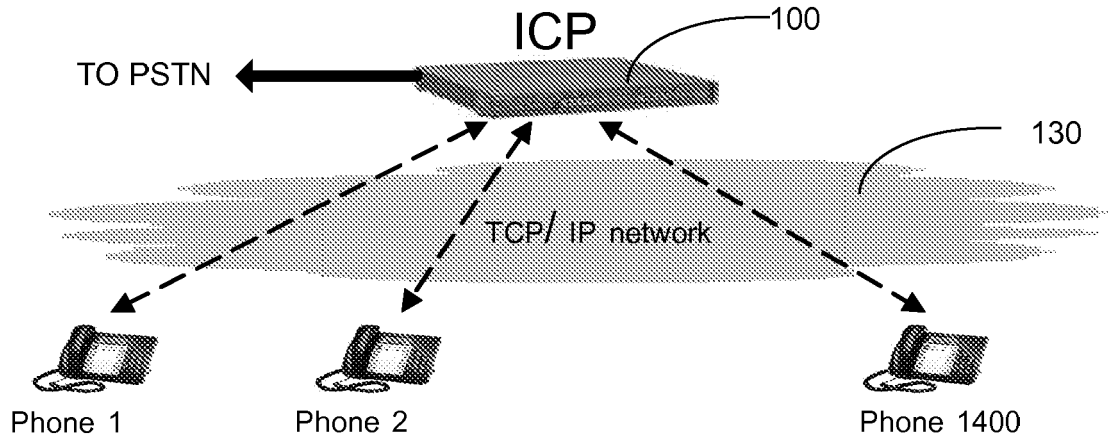 ICP
100
TO PSTN
130
TCP/ IP network
Phone 1
Phone 2
Phone 1400